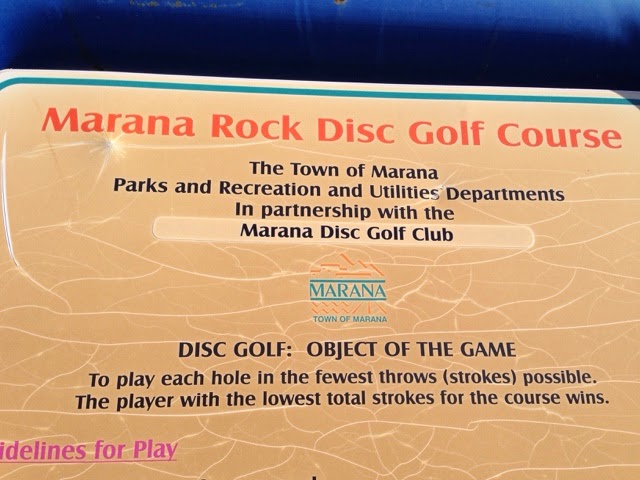 Marana Rock Disc Golf Course
The Town of Marana
Parks and Recreation and Utilities Departments
In partnership with the
Marana Disc Golf Club
MARANA
TOWN OF MARANA
DISC GOLF: OBJECT OF THE GAME
To play each hole in the fewest throws (strokes) possible.
The player with the lowest total strokes for the course wins.
idelines for Play